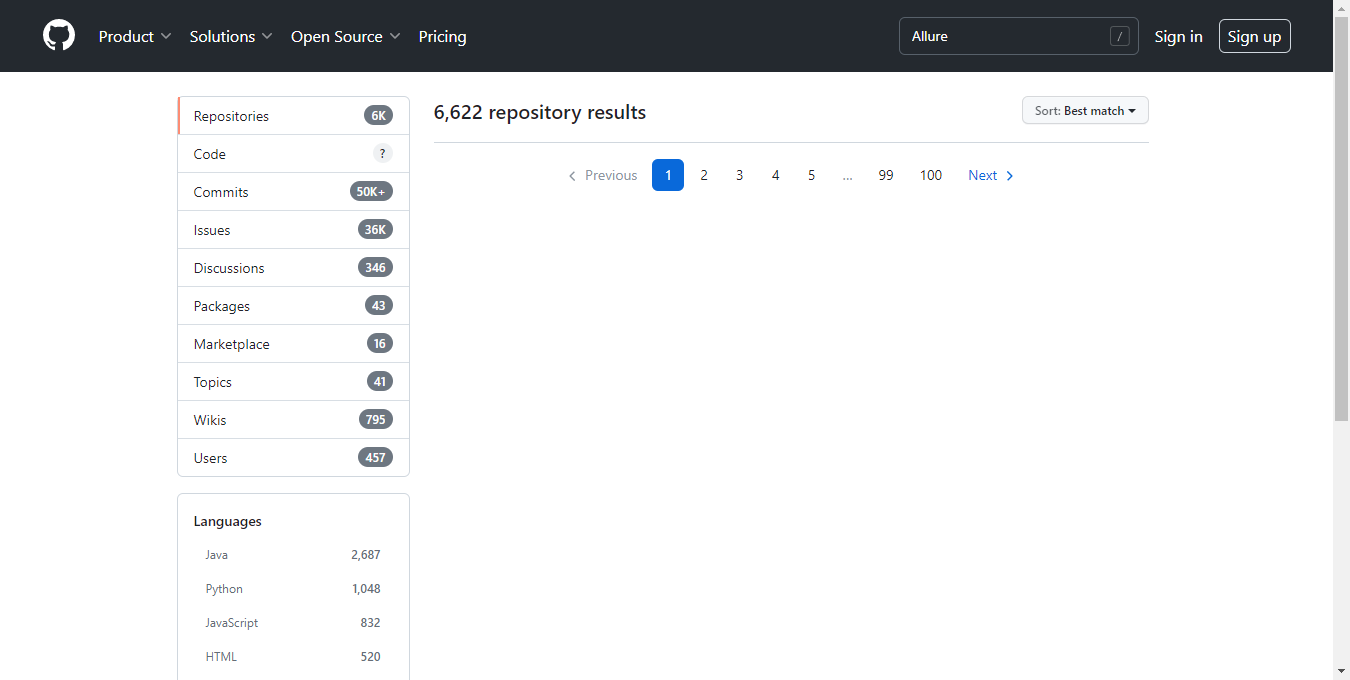 Product Solutions Open Source Pricing Allure / Sign in Sign up
Repositories 6K
Code ?
Commits 50K+
Issues 36K
Discussions 346
Packages 43
Marketplace 16
Topics 41
Wikis 795
Users 457
Languages
Java 2,687
Python 1,048
JavaScript 832
HTML 520
6,622 repository results
Sort: Best match
Previous 1 2 3 4 5 … 99 100 Next